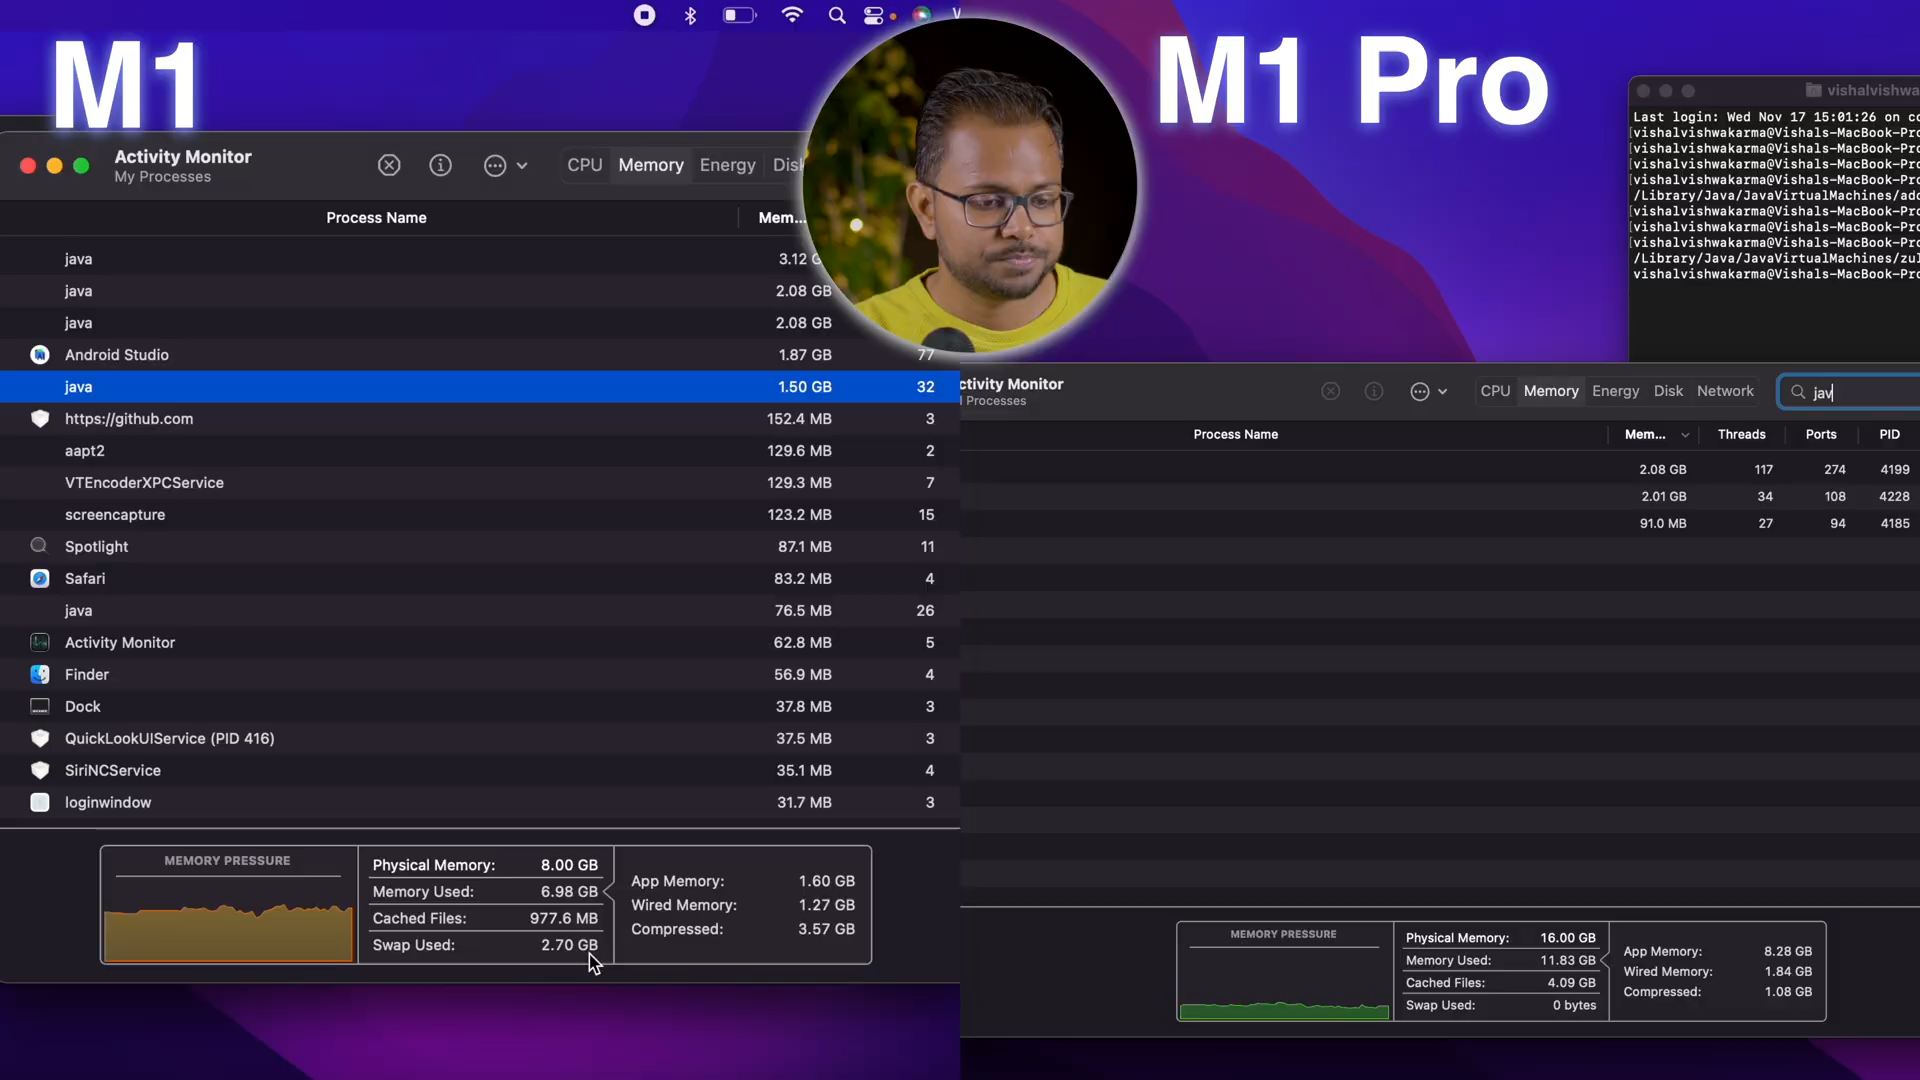 M1
M1 Pro
Activity Monitor
My Processes
CPU
Memory
Energy
Process Name
Mem...
java
java 2.08 GB
java 2.08 GB
Android Studio 1.87 GB 77
java 1.50 GB 32
https://github.com 152.4 MB 3
aapt2 129.6 MB 2
VTEncoderXPCService 129.3 MB 7
screencapture 123.2 MB 15
Spotlight 87.1 MB 11
Safari 83.2 MB 4
java 76.5 MB 26
Activity Monitor 62.8 MB 5
Finder 56.9 MB 4
Dock 37.8 MB 3
QuickLookUIService (PID 416) 37.5 MB 3
SiriNCService 35.1 MB 4
loginwindow 31.7 MB 3
MEMORY PRESSURE
Physical Memory: 8.00 GB
Memory Used: 6.98 GB
Cached Files: 977.6 MB
Swap Used: 2.70 GB
App Memory: 1.60 GB
Wired Memory: 1.27 GB
Compressed: 3.57 GB
vishalvishwa
Last login: Wed Nov 17 15:01:26 on
[vishalvishwakarma@Vishals-MacBook-Pro
[vishalvishwakarma@Vishals-MacBook-Pro
[vishalvishwakarma@Vishals-MacBook-Pro
[vishalvishwakarma@Vishals-MacBook-Pro
/Library/Java/JavaVirtualMachines/
[vishalvishwakarma@Vishals-MacBook-Pro
[vishalvishwakarma@Vishals-MacBook-Pro
[vishalvishwakarma@Vishals-MacBook-Pro
/Library/Java/JavaVirtualMachines/
vishalvishwakarma@Vishals-MacBook-Pro
ctivity Monitor
Processes
CPU
Memory
Energy
Disk
Network
jav
Process Name
Mem...
Threads
Ports
PID
2.08 GB 117 274 4199
2.01 GB 34 108 4228
91.0 MB 27 94 4185
MEMORY PRESSURE
Physical Memory: 16.00 GB
Memory Used: 11.83 GB
Cached Files: 4.09 GB
Swap Used: 0 bytes
App Memory: 8.28 GB
Wired Memory: 1.84 GB
Compressed: 1.08 GB